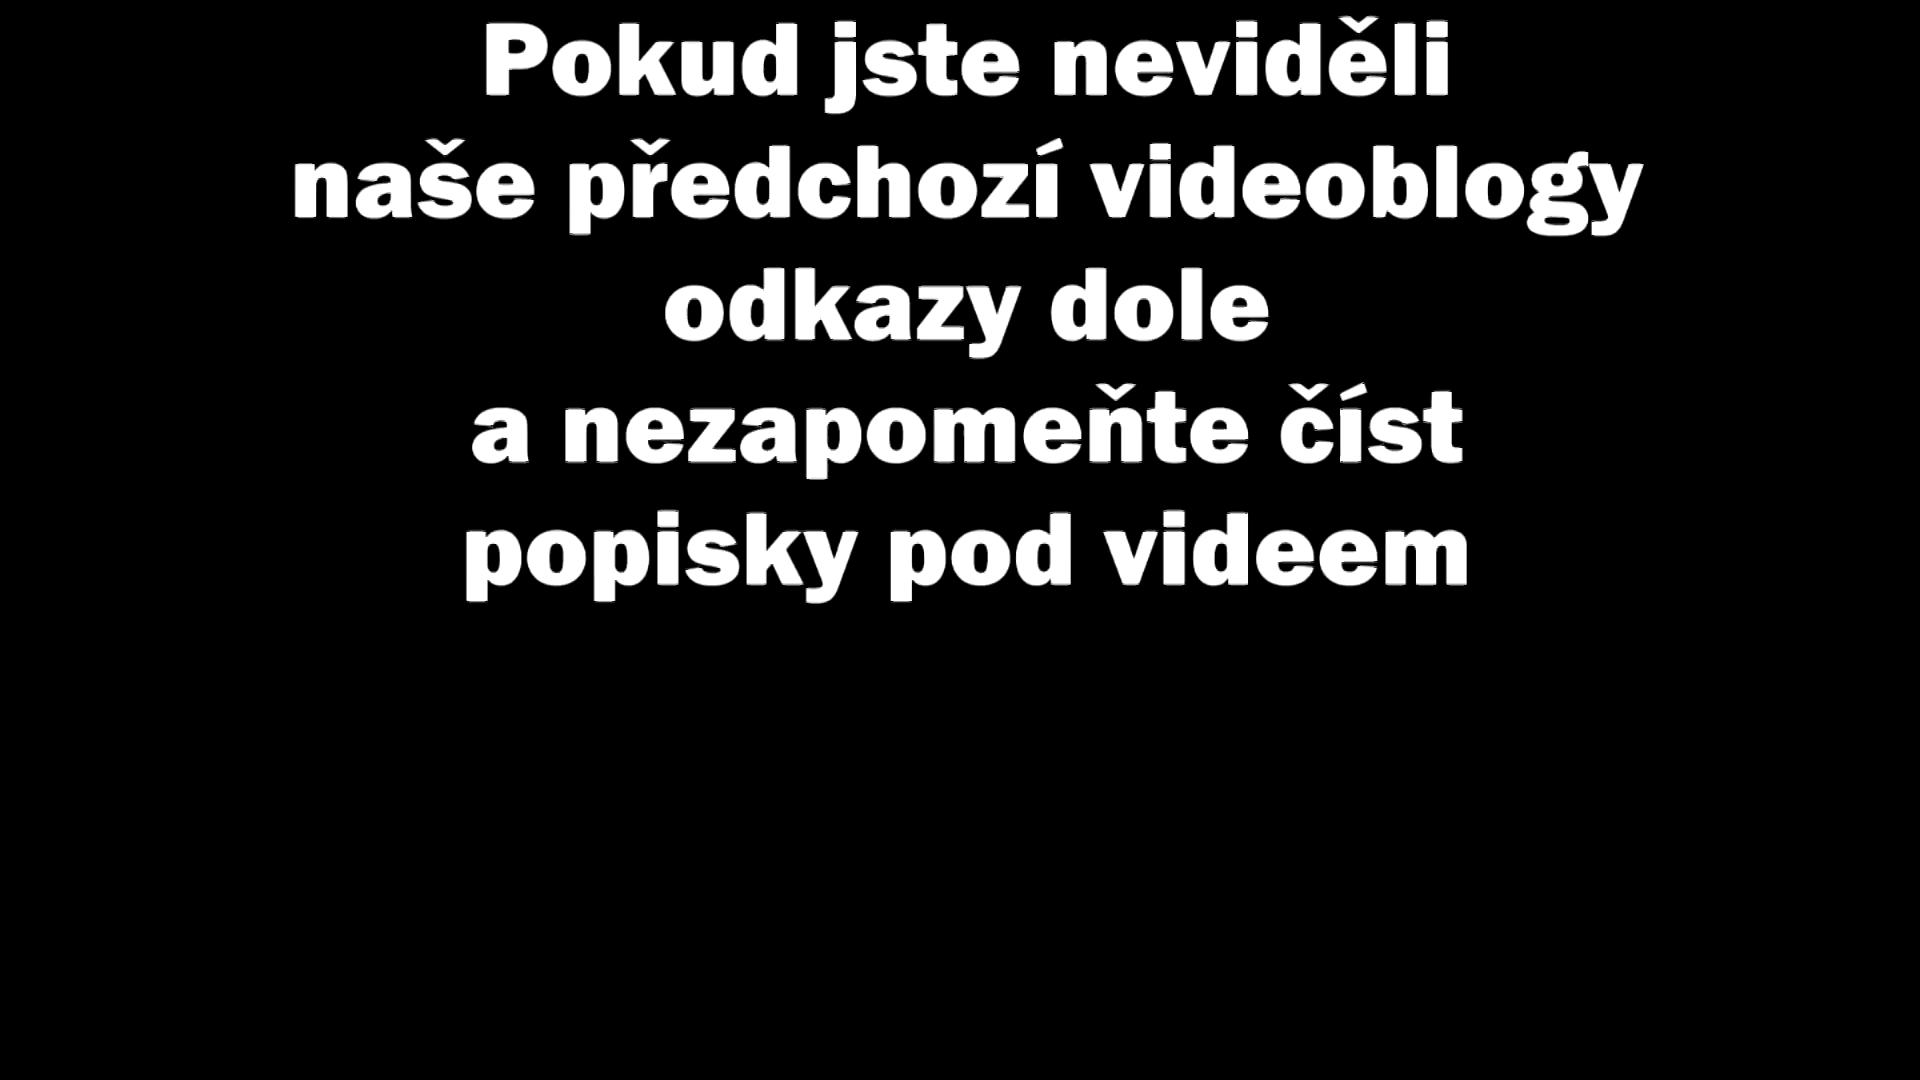 Pokud jste neviděli
naše předchozí videoblogy
odkazy dole
a nezapomeňte číst
popisky pod videem